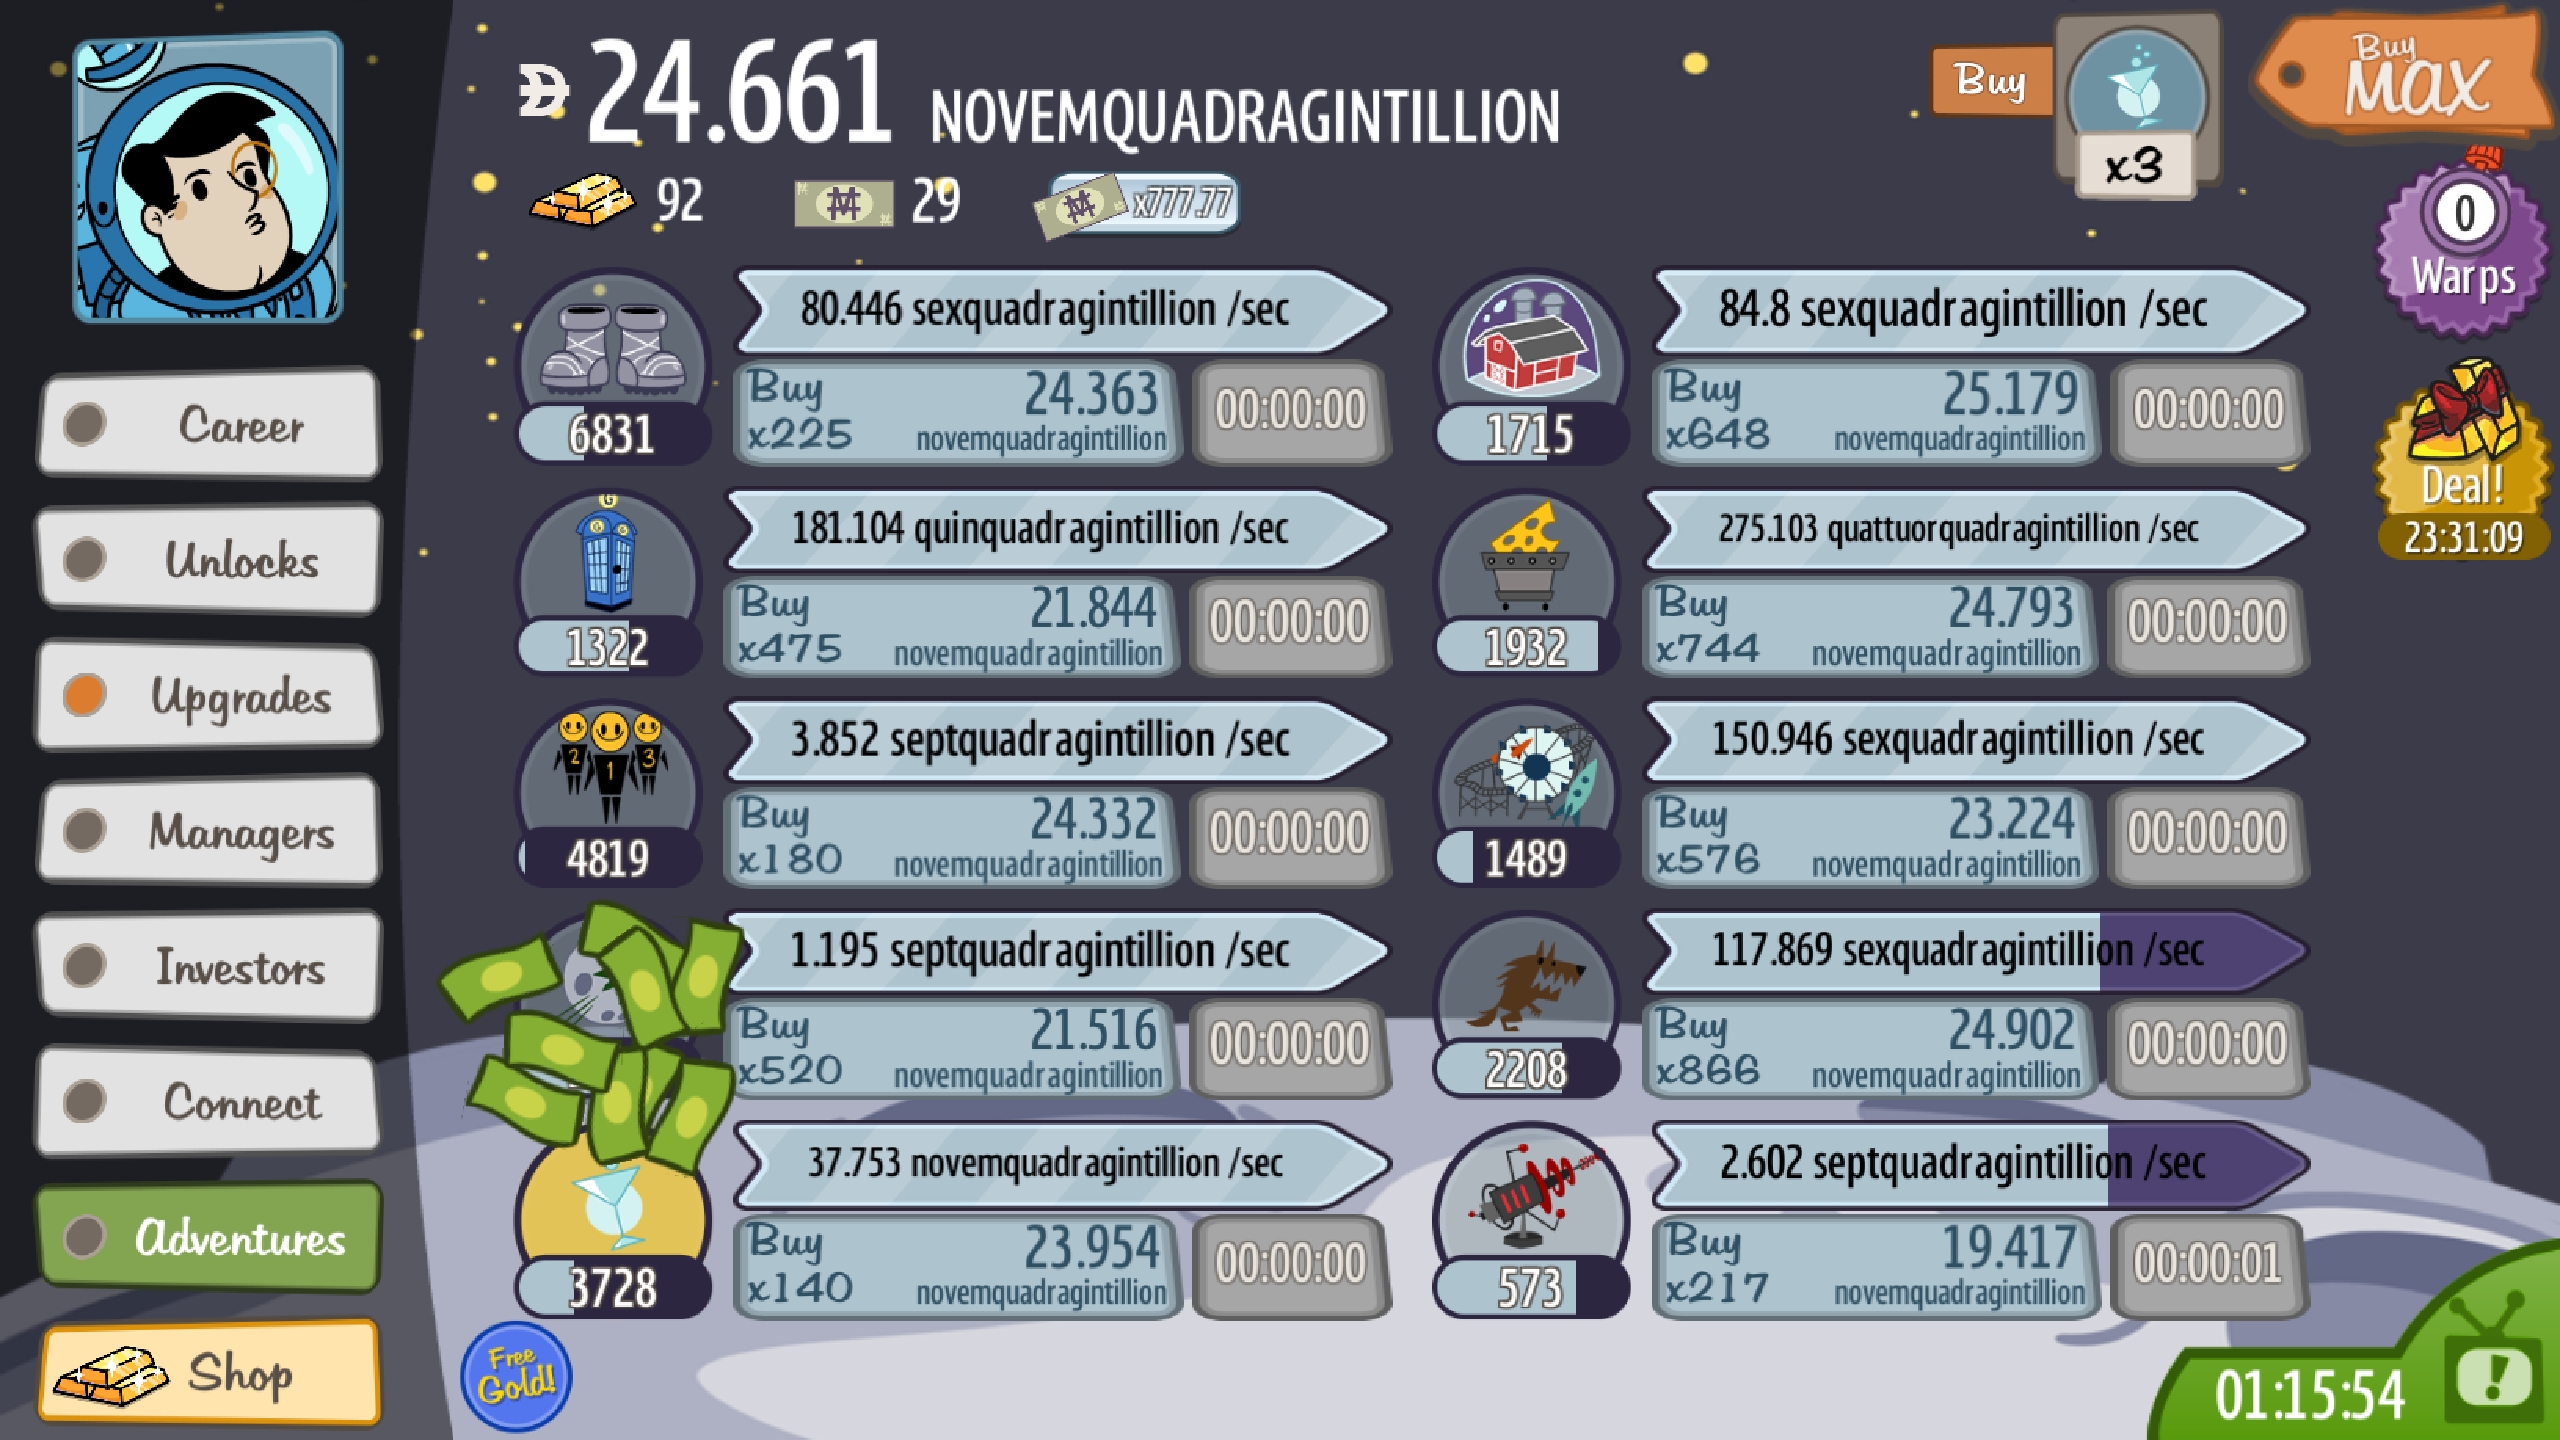 24.661 NOVEMQUADRAGINTILLION
92
29
x777.77
Buy
x3
Buy
MAX
0
Warps
Deal!
23:31:09
Career
Unlocks
Upgrades
Managers
Investors
Connect
Adventures
Shop
80.446 sexquadragintillion /sec
6831
Buy
x225
24.363
novemquadragintillion
00:00:00
84.8 sexquadragintillion /sec
1715
Buy
x648
25.179
novemquadragintillion
00:00:00
G
G G
181.104 quinquadragintillion /sec
1322
Buy
x475
21.844
novemquadragintillion
00:00:00
275.103 quattuorquadragintillion /sec
1932
Buy
x744
24.793
novemquadragintillion
00:00:00
2 1 3
3.852 septquadragintillion /sec
4819
Buy
x180
24.332
novemquadragintillion
00:00:00
150.946 sexquadragintillion /sec
1489
Buy
x576
23.224
novemquadragintillion
00:00:00
1.195 septquadragintillion /sec
Buy
x520
21.516
novemquadragintillion
00:00:00
117.869 sexquadragintillion /sec
2208
Buy
x866
24.902
novemquadragintillion
00:00:00
37.753 novemquadragintillion /sec
3728
Buy
x140
23.954
novemquadragintillion
00:00:00
2.602 septquadragintillion /sec
573
Buy
x217
19.417
novemquadragintillion
00:00:01
Free
Gold!
01:15:54
!